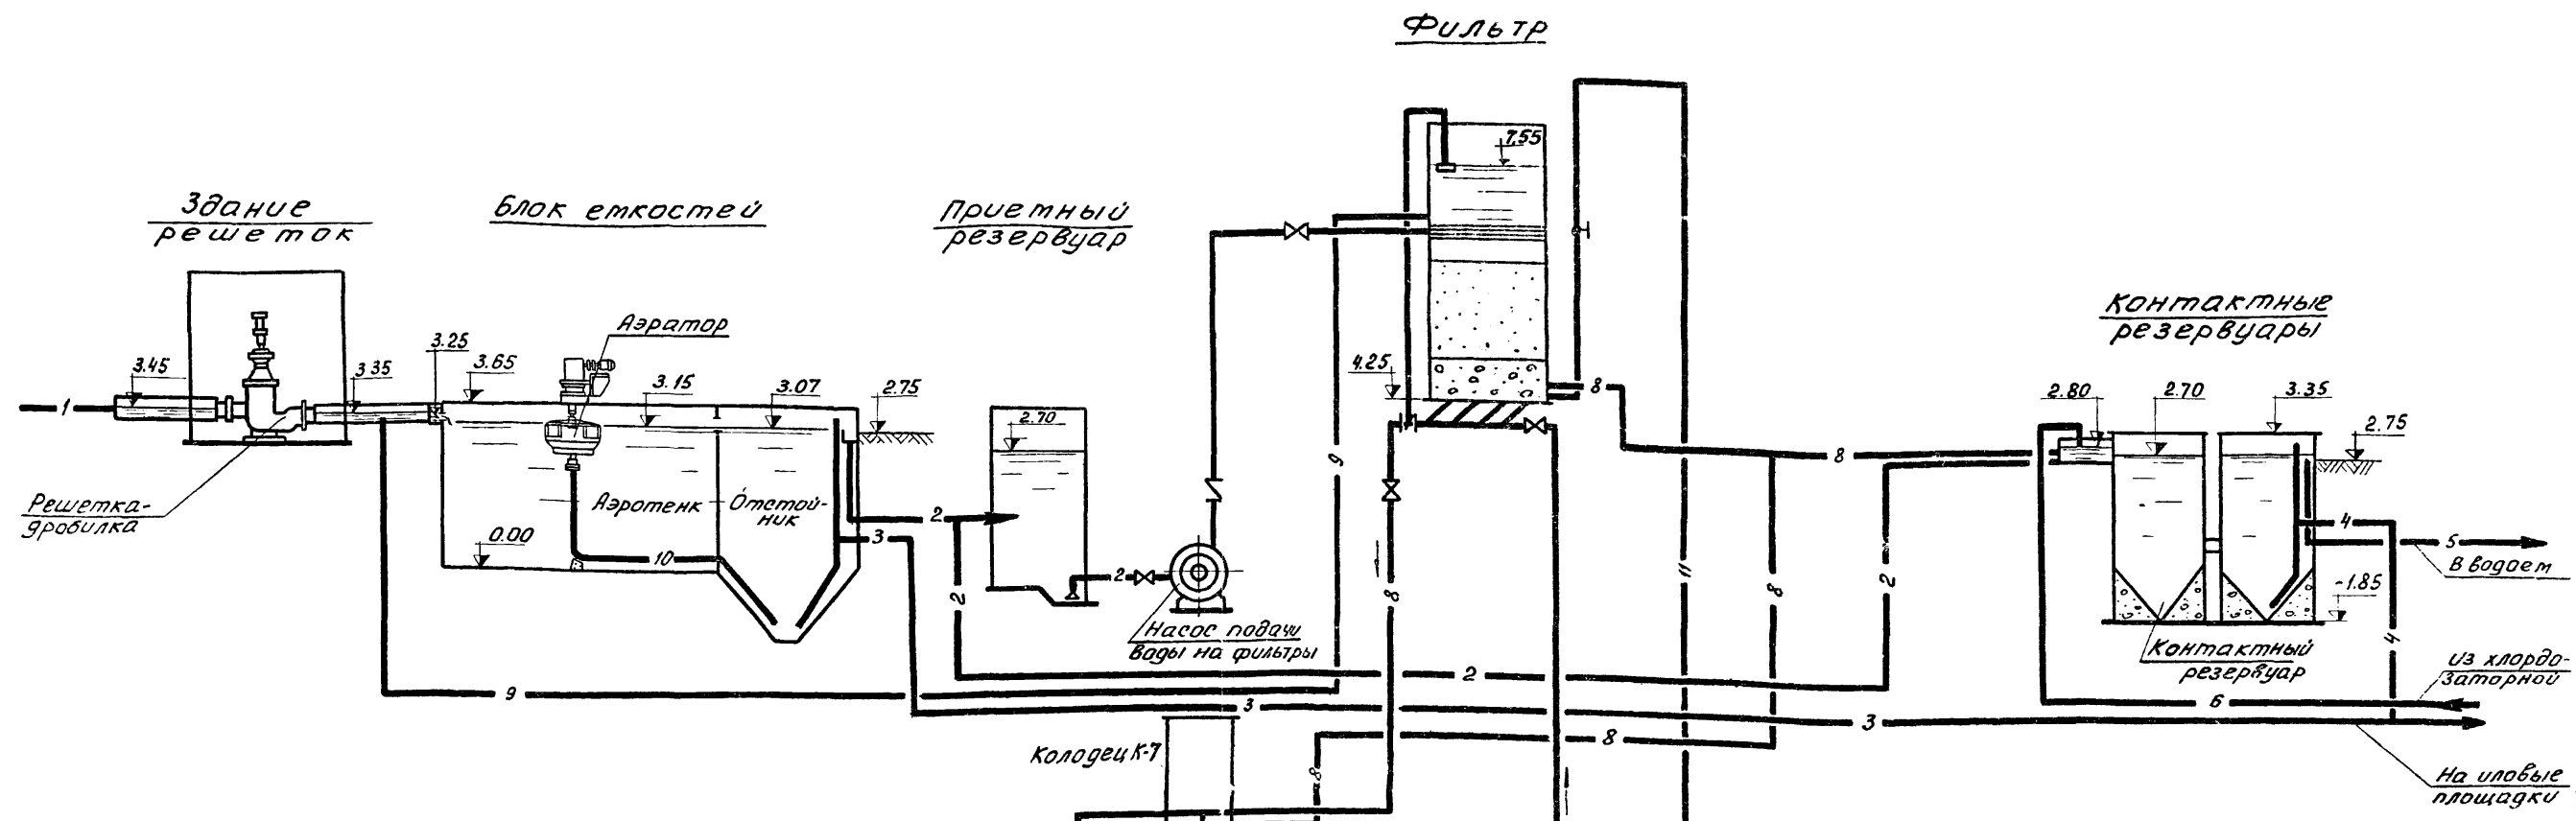 Фильтр
Здание
решеток
Блок емкостей
Приемный
резервуар
Контактные
резервуары
Аэратор
7.55
4.25
3.45
3.35
3.25
3.65
3.15
3.07
2.75
2.70
2.80
2.70
3.35
2.75
0.00
-1.85
Решетка-
дробилка
Аэротенк
Отстой-
ник
Насос подачи
воды на фильтры
Контактный
резервуар
В водоем
Из хлордо-
заторной
На иловые
площадки
Колодец К-7
1
2
3
10
2
2
9
8
8
8
11
8
2
4
5
4
9
2
3
3
6
8
8